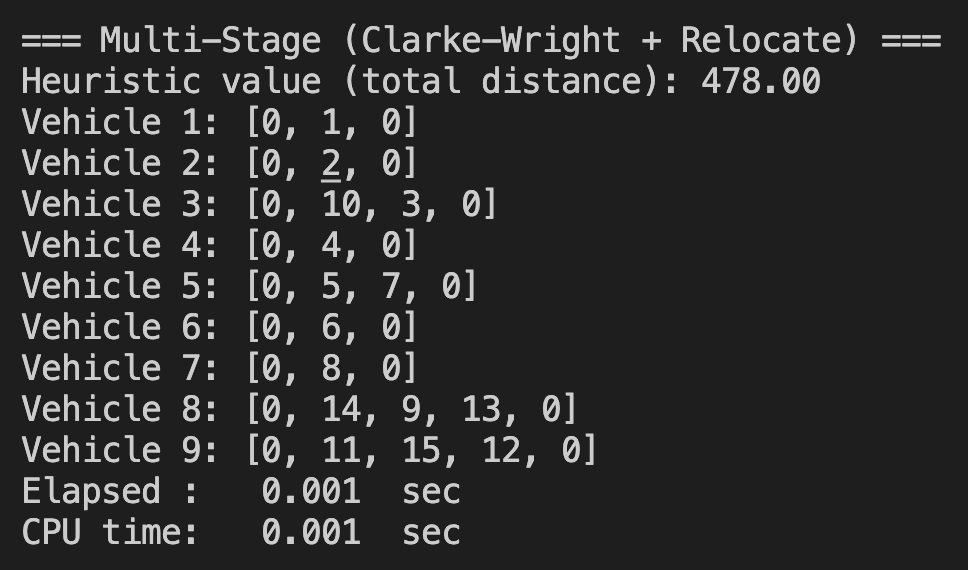 === Multi-Stage (Clarke-Wright + Relocate) ===
Heuristic value (total distance): 478.00
Vehicle 1: [0, 1, 0]
Vehicle 2: [0, 2, 0]
Vehicle 3: [0, 10, 3, 0]
Vehicle 4: [0, 4, 0]
Vehicle 5: [0, 5, 7, 0]
Vehicle 6: [0, 6, 0]
Vehicle 7: [0, 8, 0]
Vehicle 8: [0, 14, 9, 13, 0]
Vehicle 9: [0, 11, 15, 12, 0]
Elapsed :   0.001  sec
CPU time:   0.001  sec